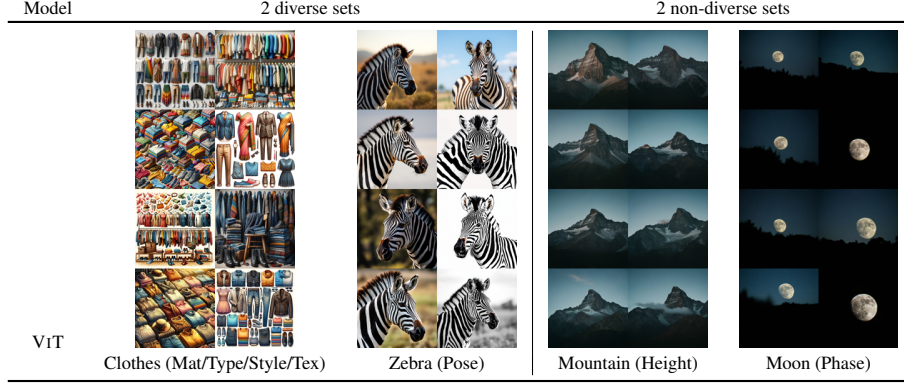 Model 2 diverse sets 2 non-diverse sets
VIT
Clothes (Mat/Type/Style/Tex) Zebra (Pose) Mountain (Height) Moon (Phase)